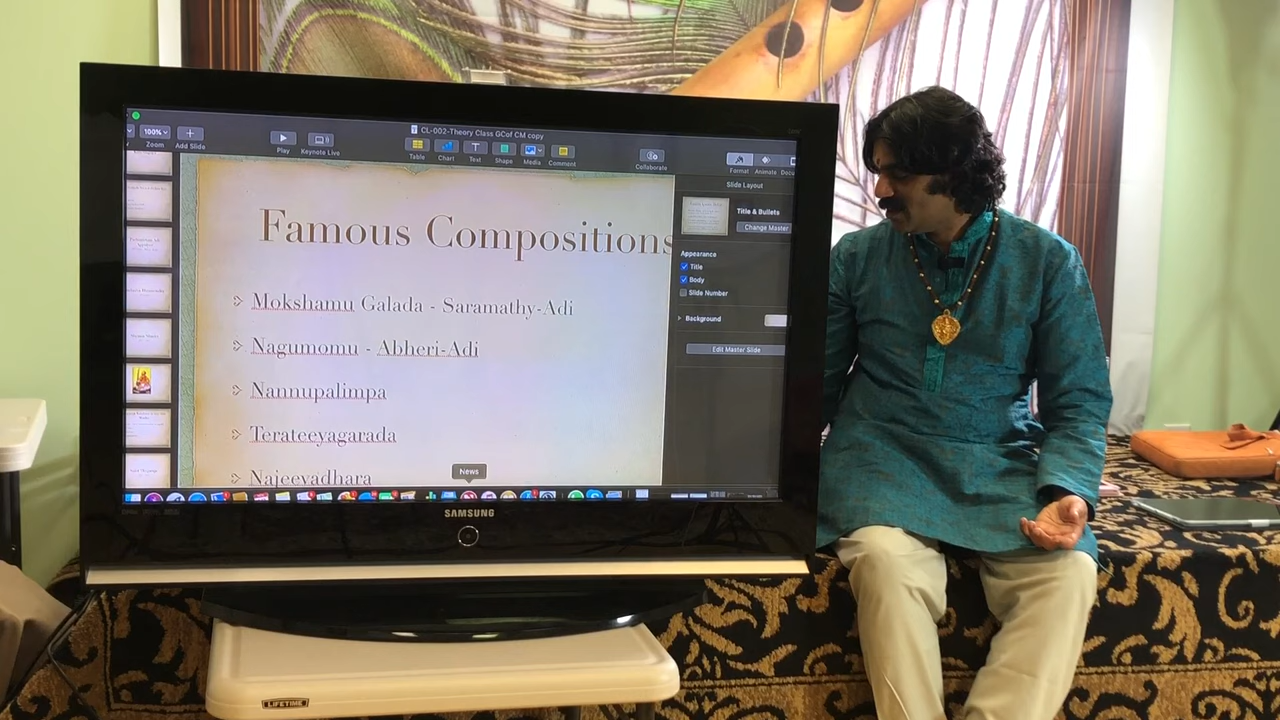 CL-002-Theory Class GCof CM copy
100%
Zoom
Add Slide
Play
Keynote Live
Table
Chart
Text
Shape
Media
Comment
Collaborate
Format
Animate
Slide Layout
Title & Bullets
Change Master
Appearance
Title
Body
Slide Number
Background
Edit Master Slide
Famous Compositions
Mokshamu Galada - Saramathy-Adi
Nagumomu - Abheri-Adi
Nannupalimpa
Terateeyagarada
Najeevadhara
News
SAMSUNG
LIFETIME